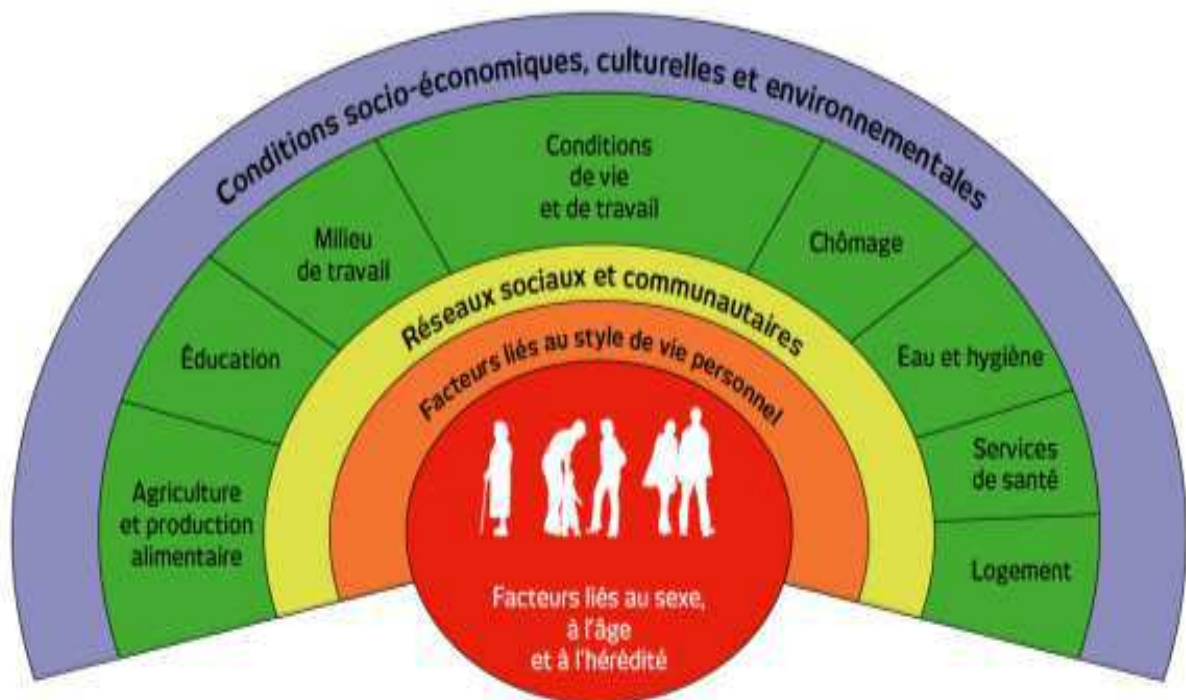 Conditions socio-économiques, culturelles et environnementales
Conditions
de vie
et de travail
Milieu
de travail
Chômage
Éducation
Eau et hygiène
Agriculture
et production
alimentaire
Services
de santé
Logement
Réseaux sociaux et communautaires
Facteurs liés au style de vie personnel
Facteurs liés au sexe,
à l'âge
et à l'hérédité